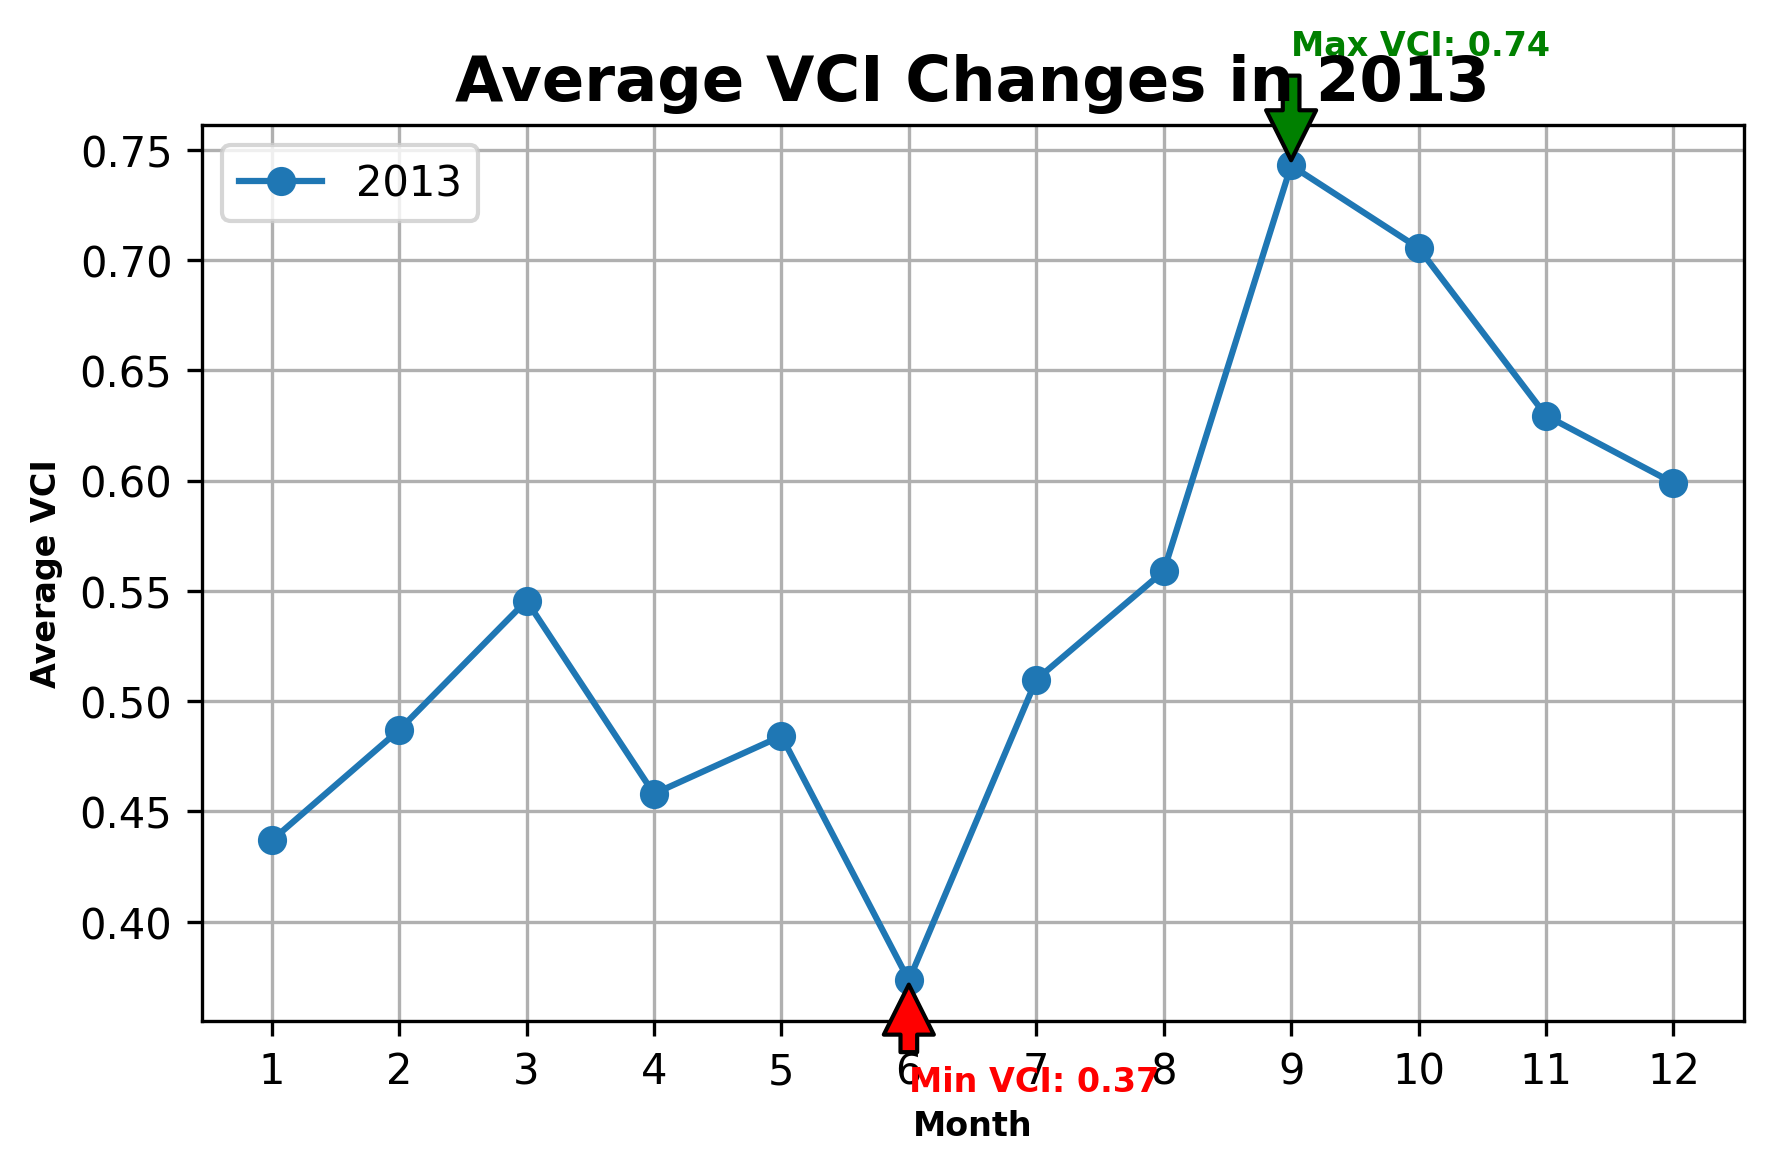 Max VCI: 0.74
Average VCI Changes in 2013
2013
0.75
0.70
0.65
0.60
0.55
0.50
0.45
0.40
Average VCI
1 2 3 4 5 6 7 8 9 10 11 12
Min VCI: 0.37
Month